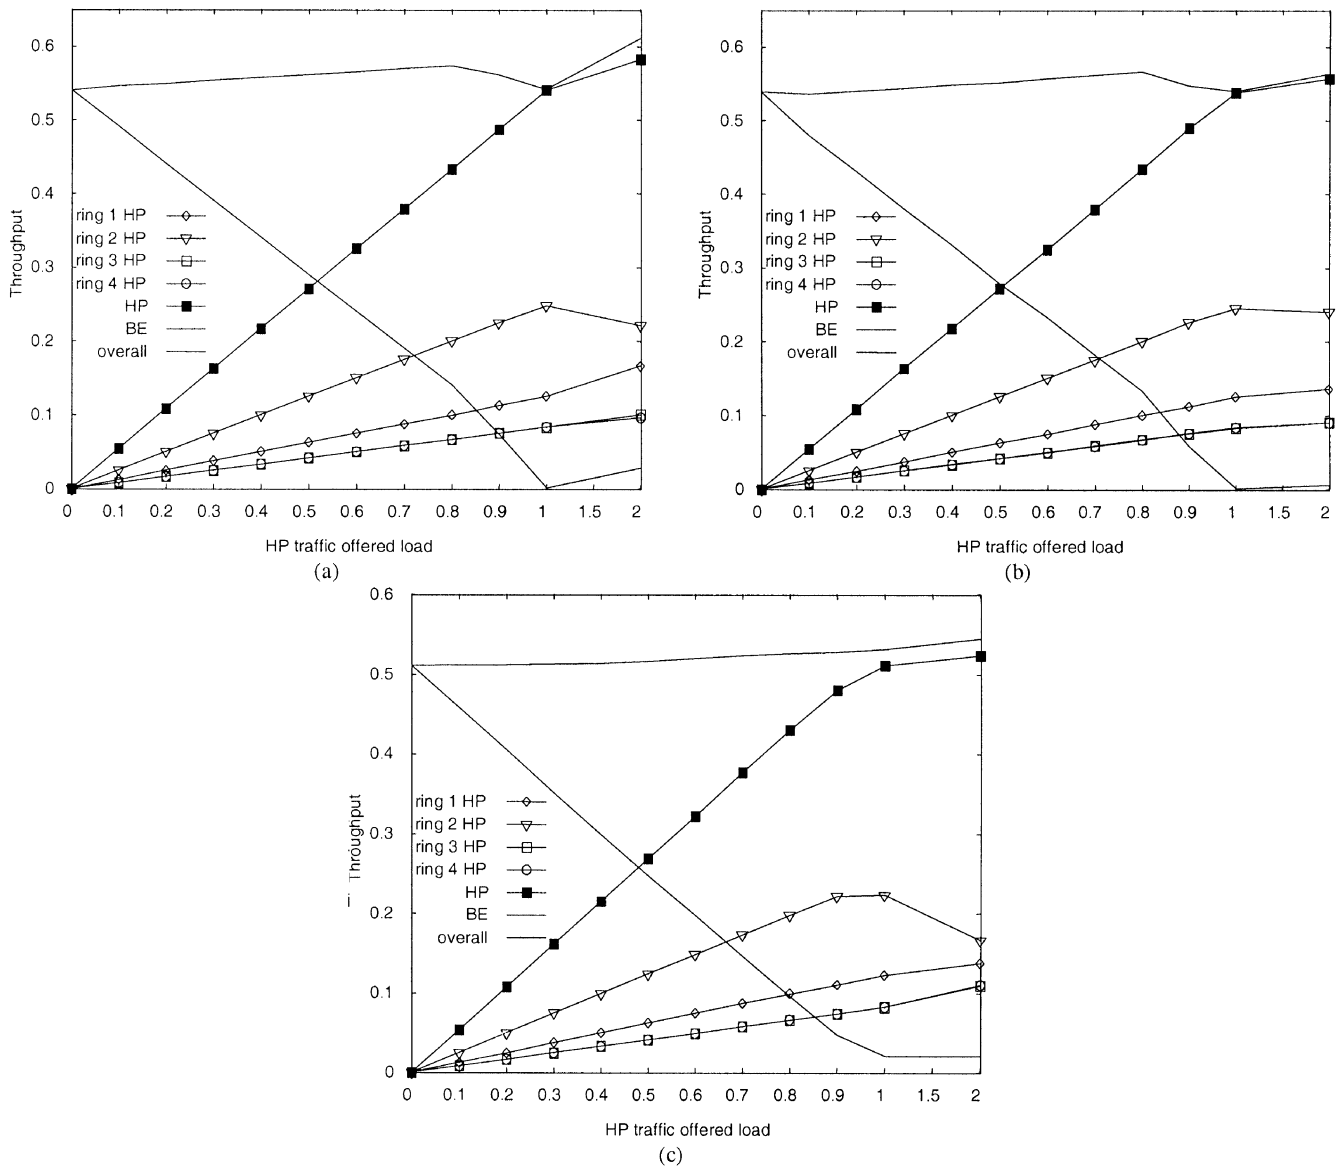 0.6
0.5
0.4
0.3
0.2
0.1
0
Throughput
ring 1 HP
ring 2 HP
ring 3 HP
ring 4 HP
HP
BE
overall
0 0.1 0.2 0.3 0.4 0.5 0.6 0.7 0.8 0.9 1 1.5 2
HP traffic offered load
(a)
0.6
0.5
0.4
0.3
0.2
0.1
0
Throughput
ring 1 HP
ring 2 HP
ring 3 HP
ring 4 HP
HP
BE
overall
0 0.1 0.2 0.3 0.4 0.5 0.6 0.7 0.8 0.9 1 1.5 2
HP traffic offered load
(b)
0.6
0.5
0.4
0.3
0.2
0.1
0
Throughput
ring 1 HP
ring 2 HP
ring 3 HP
ring 4 HP
HP
BE
overall
0 0.1 0.2 0.3 0.4 0.5 0.6 0.7 0.8 0.9 1 1.5 2
HP traffic offered load
(c)